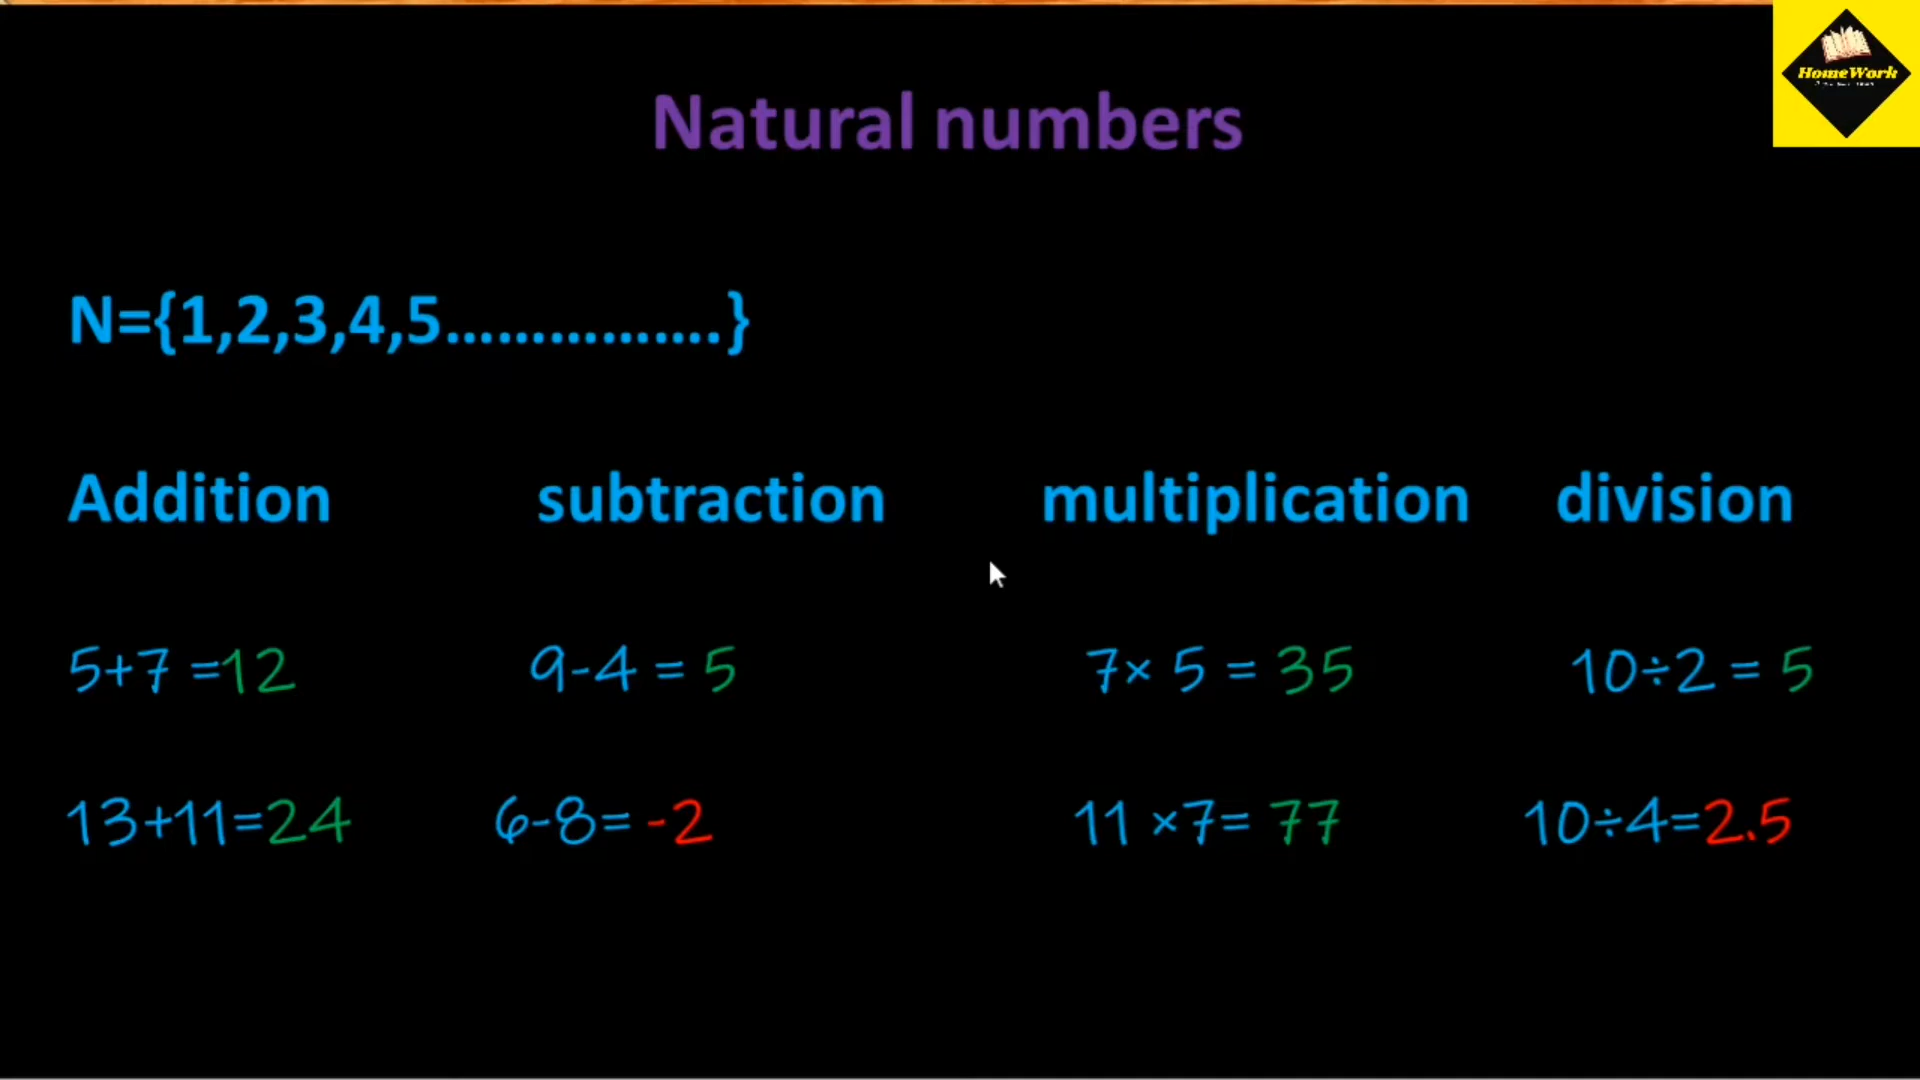 HomeWork
Natural numbers
N={1,2,3,4,5.................}
Addition subtraction multiplication division
5+7 =12 9-4 = 5 7× 5 = 35 10÷2 = 5
13+11=24 6-8= -2 11 ×7= 77 10÷4=2.5